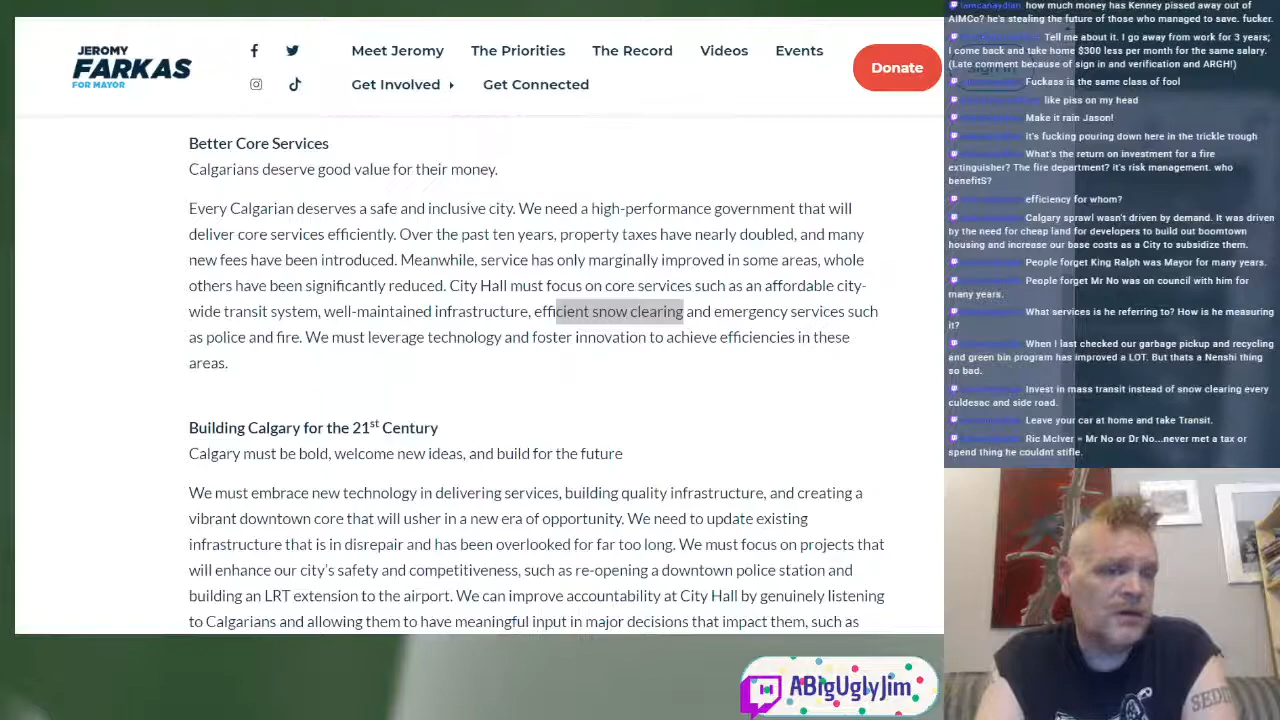 JEROMY
FARKAS
FOR MAYOR
Meet Jeromy
The Priorities
The Record
Videos
Events
Get Involved
Get Connected
Donate
Better Core Services
Calgarians deserve good value for their money.
Every Calgarian deserves a safe and inclusive city. We need a high-performance government that will
deliver core services efficiently. Over the past ten years, property taxes have nearly doubled, and many
new fees have been introduced. Meanwhile, service has only marginally improved in some areas, whole
others have been significantly reduced. City Hall must focus on core services such as an affordable city-
wide transit system, well-maintained infrastructure, efficient snow clearing and emergency services such
as police and fire. We must leverage technology and foster innovation to achieve efficiencies in these
areas.
Building Calgary for the 21st Century
Calgary must be bold, welcome new ideas, and build for the future
We must embrace new technology in delivering services, building quality infrastructure, and creating a
vibrant downtown core that will usher in a new era of opportunity. We need to update existing
infrastructure that is in disrepair and has been overlooked for far too long. We must focus on projects that
will enhance our city's safety and competitiveness, such as re-opening a downtown police station and
building an LRT extension to the airport. We can improve accountability at City Hall by genuinely listening
to Calgarians and allowing them to have meaningful input in major decisions that impact them, such as
how much money has Kenney pissed away out of
AIMCo? he's stealing the future of those who managed to save. fucker.
Tell me about it. I go away from work for 3 years;
I come back and take home $300 less per month for the same salary.
(Late comment because of sign in and verification and ARGH!)
Fuckass is the same class of fool
like piss on my head
Make it rain Jason!
it's fucking pouring down here in the trickle trough
What's the return on investment for a fire
extinguisher? The fire department? it's risk management. who
benefitS?
efficiency for whom?
Calgary sprawl wasn't driven by demand. It was driven
by the need for cheap land for developers to build out boomtown
housing and increase our base costs as a City to subsidize them.
People forget King Ralph was Mayor for many years.
People forget Mr No was on council with him for
many years.
What services is he referring to? How is he measuring
it?
When I last checked our garbage pickup and recycling
and green bin program has improved a LOT. But thats a Nenshi thing
so bad.
Invest in mass transit instead of snow clearing every
culdesac and side road.
Leave your car at home and take Transit.
Ric McIver = Mr No or Dr No...never met a tax or
spend thing he couldnt stifle.
ABigUglyJim